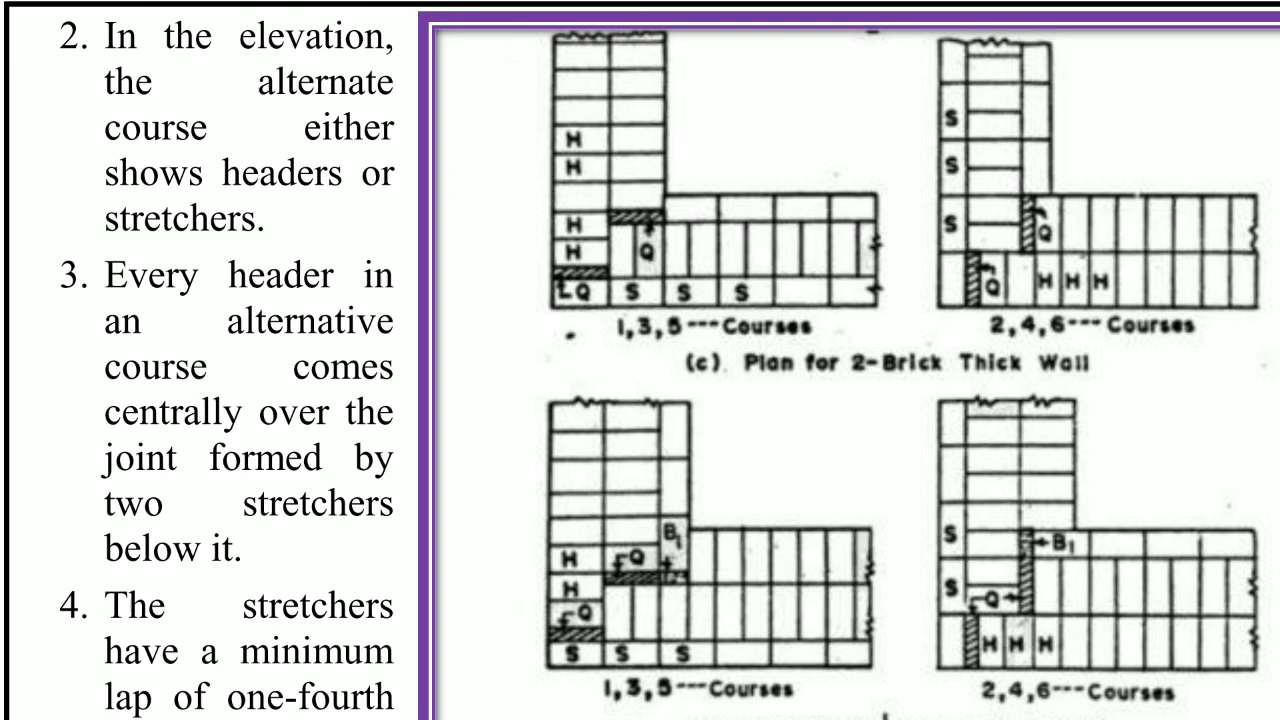 2. In the elevation,
the alternate
course either
shows headers or
stretchers.
3. Every header in
an alternative
course comes
centrally over the
joint formed by
two stretchers
below it.
4. The stretchers
have a minimum
lap of one-fourth
H
H
H
H
Q
Q S S S
1,3,5---Courses
S
S
S
Q
Q H H H
2,4,6--- Courses
(c) Plan for 2-Brick Thick Wall
B1
H Q
H
Q
S S S
1,3,5---Courses
S B1
S Q
H H H
2,4,6---Courses